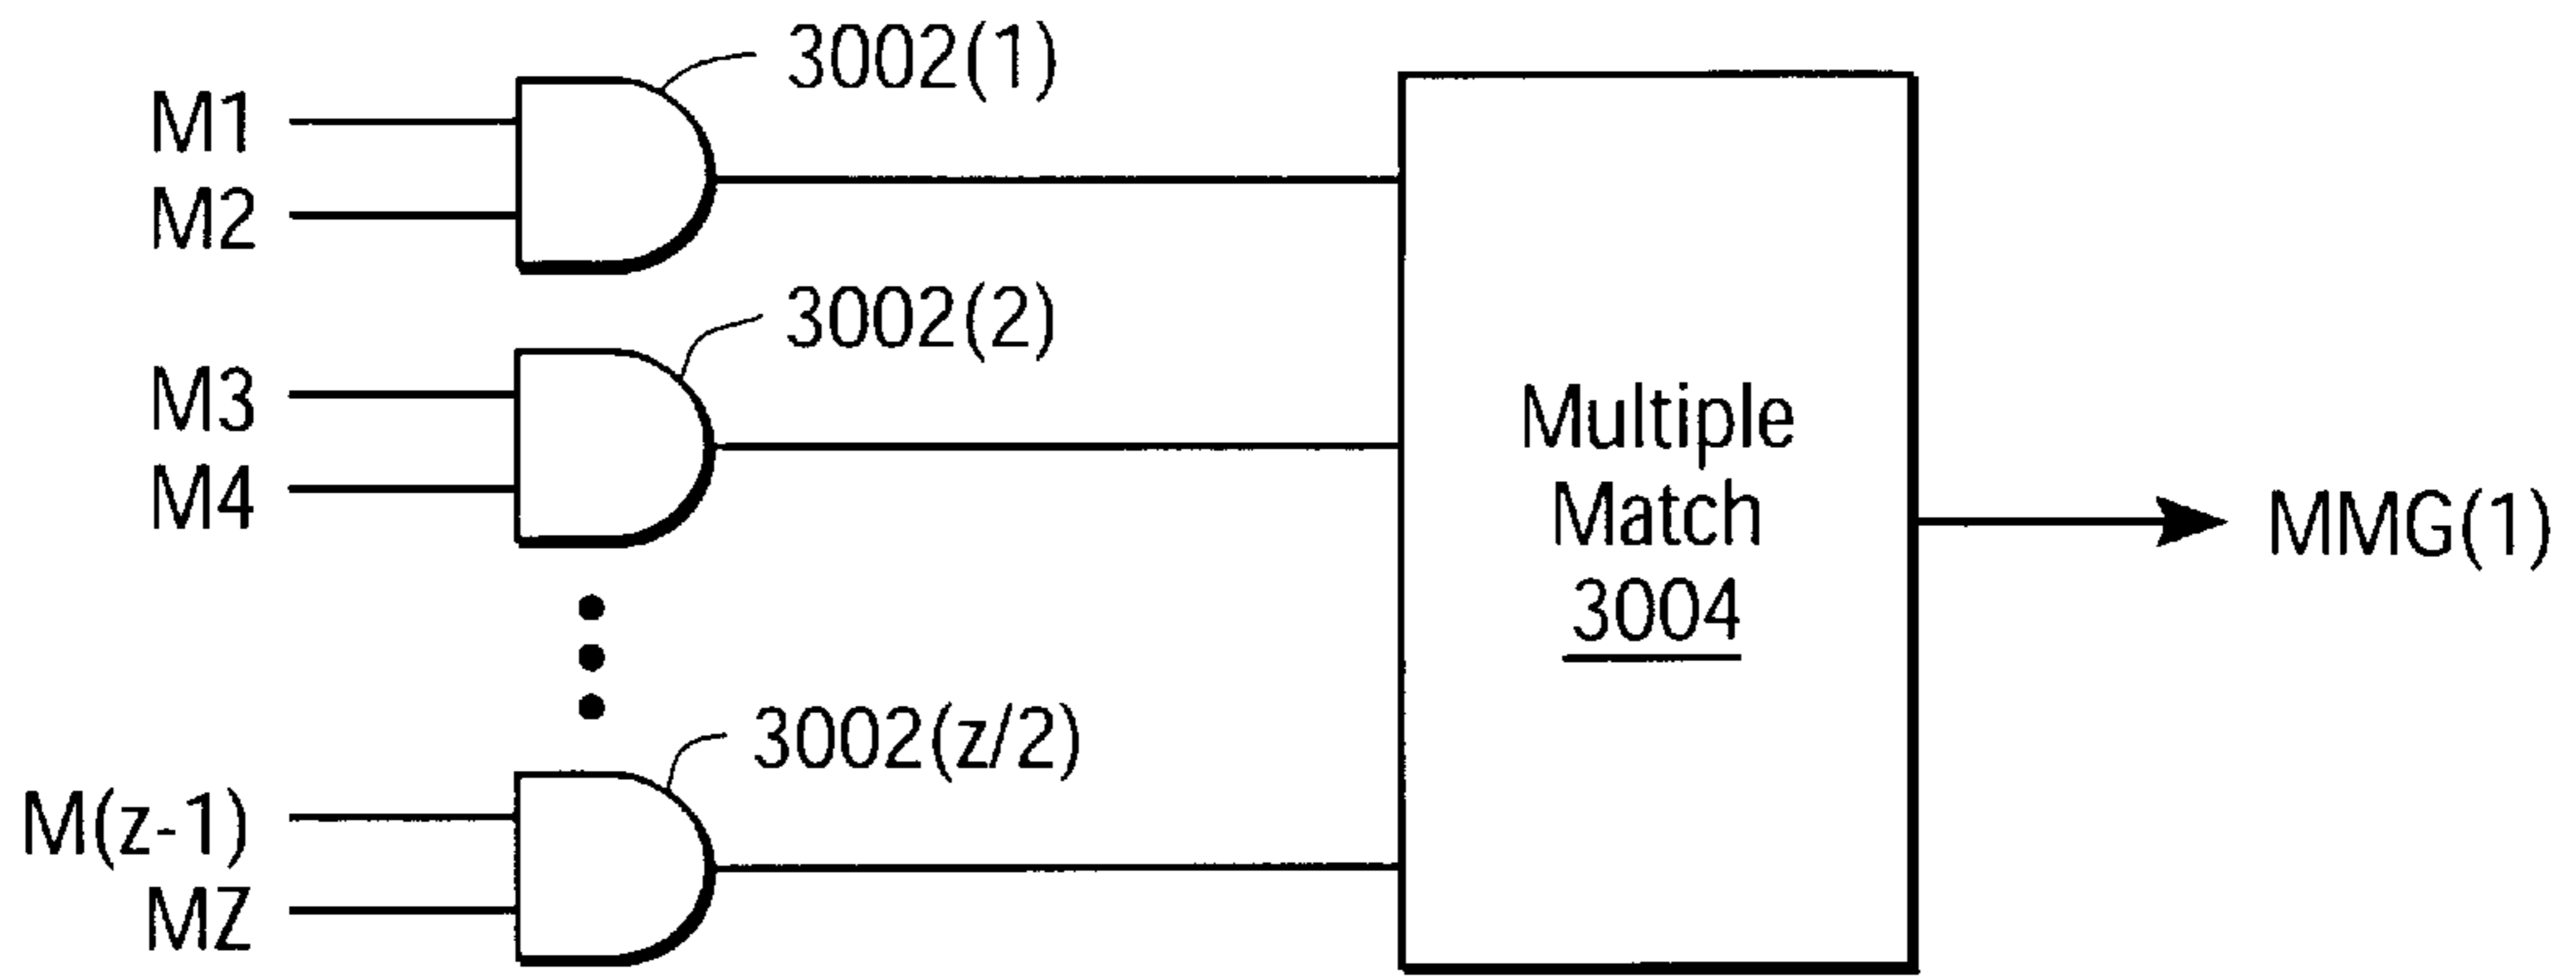 3002(1)
M1
M2
3002(2)
M3
M4
Multiple
Match
3004
MMG(1)
3002(z/2)
M(z-1)
MZ